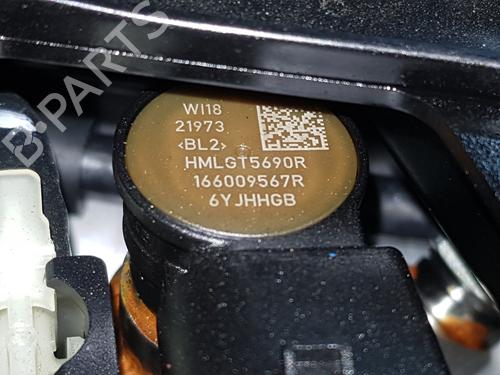 WI18
21973
<BL2>
HMLGT5690R
166009567R
6YJHHGB
B-PARTS